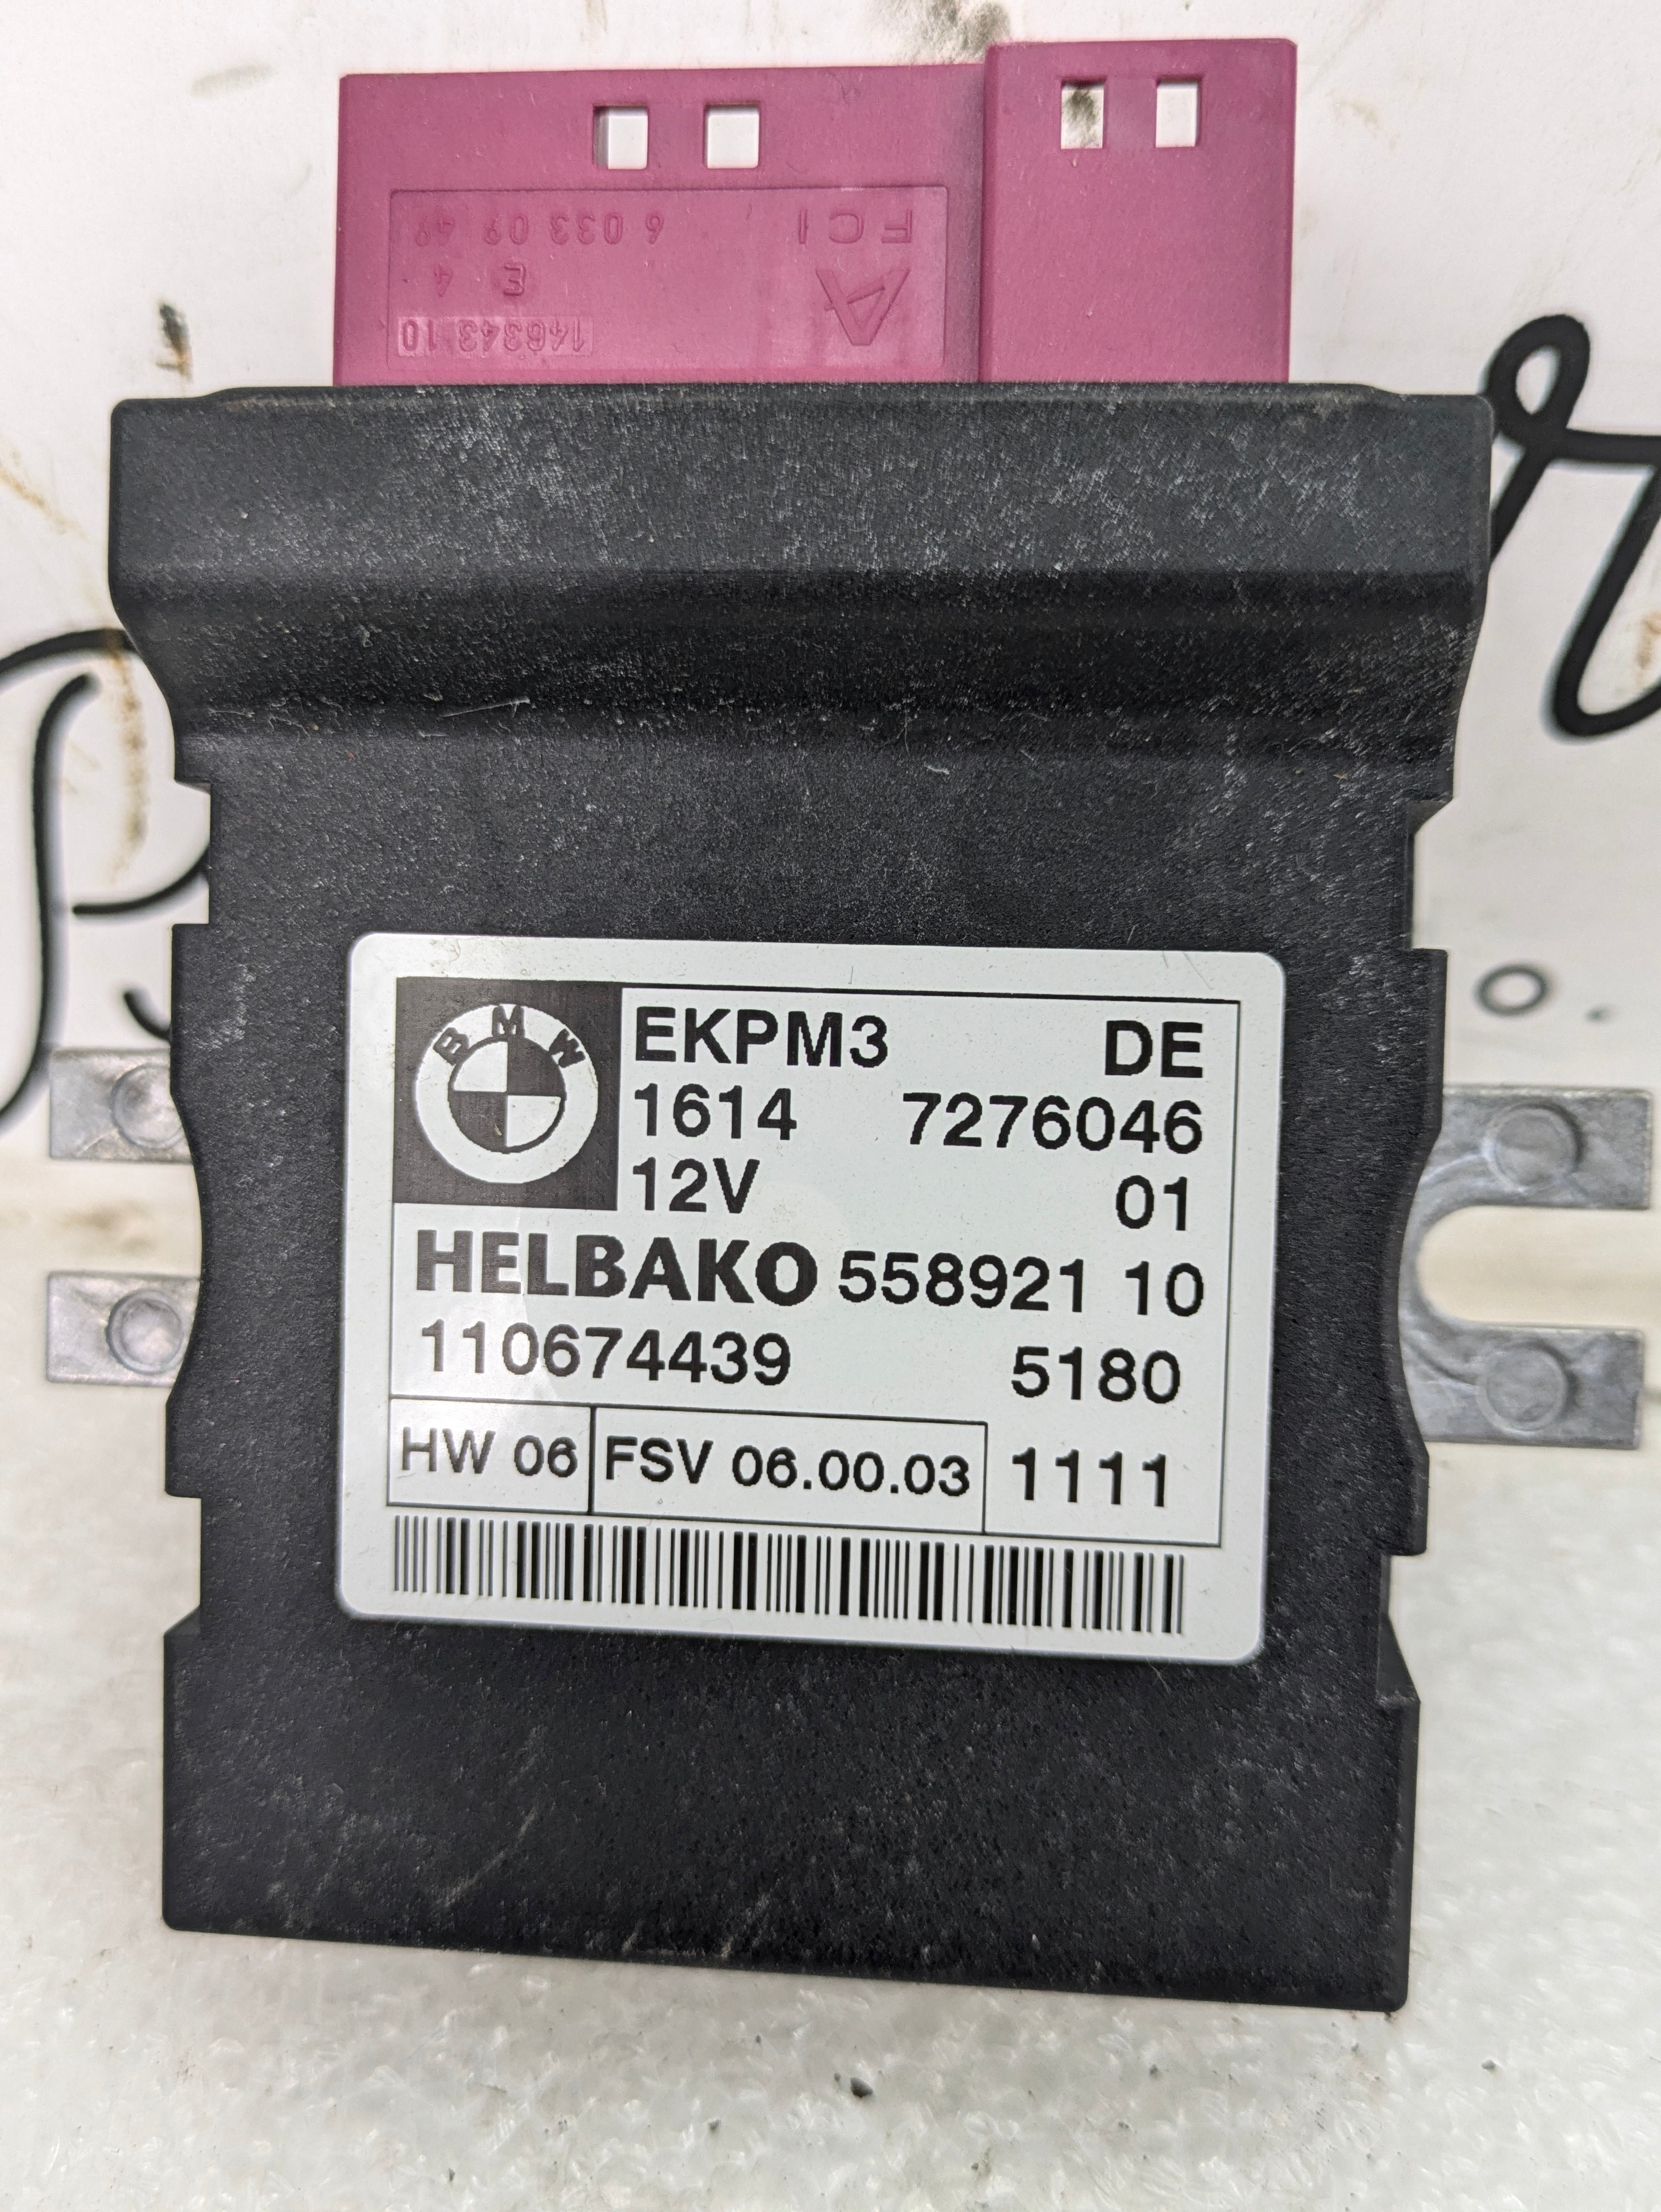 FCI 6 033 09 49
A E 4
146343 10
BMW
EKPM3 DE
1614 7276046
12V 01
HELBAKO 558921 10
110674439 5180
HW 06 FSV 06.00.03 1111